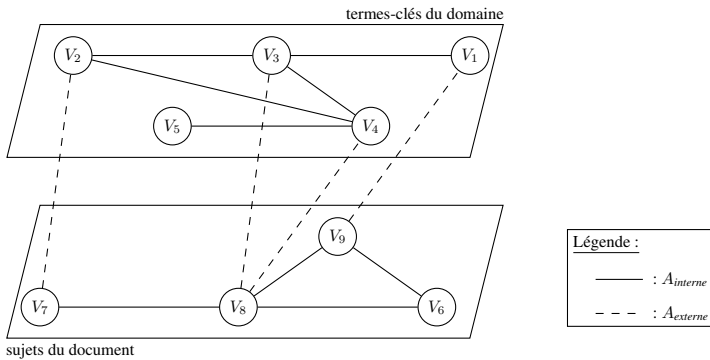 termes-clés du domaine
V2
V3
V1
V5
V4
V9
V7
V8
V6
sujets du document
Légende :
: Ainterne
: Aexterne